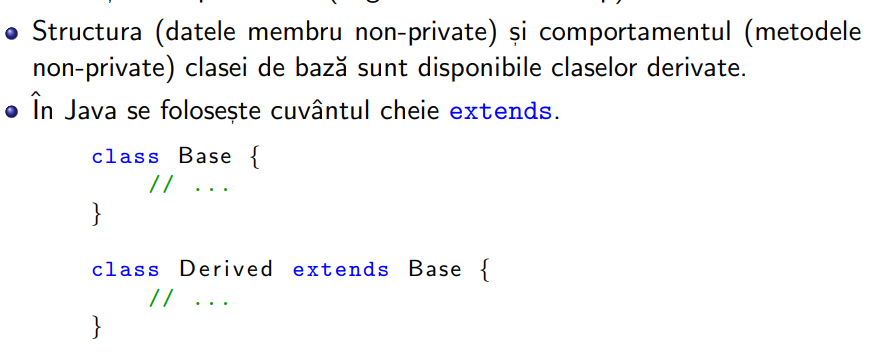 Structura (datele membru non-private) și comportamentul (metodele
non-private) clasei de bază sunt disponibile claselor derivate.
În Java se folosește cuvântul cheie extends.
class Base {
// ...
}
class Derived extends Base {
// ...
}